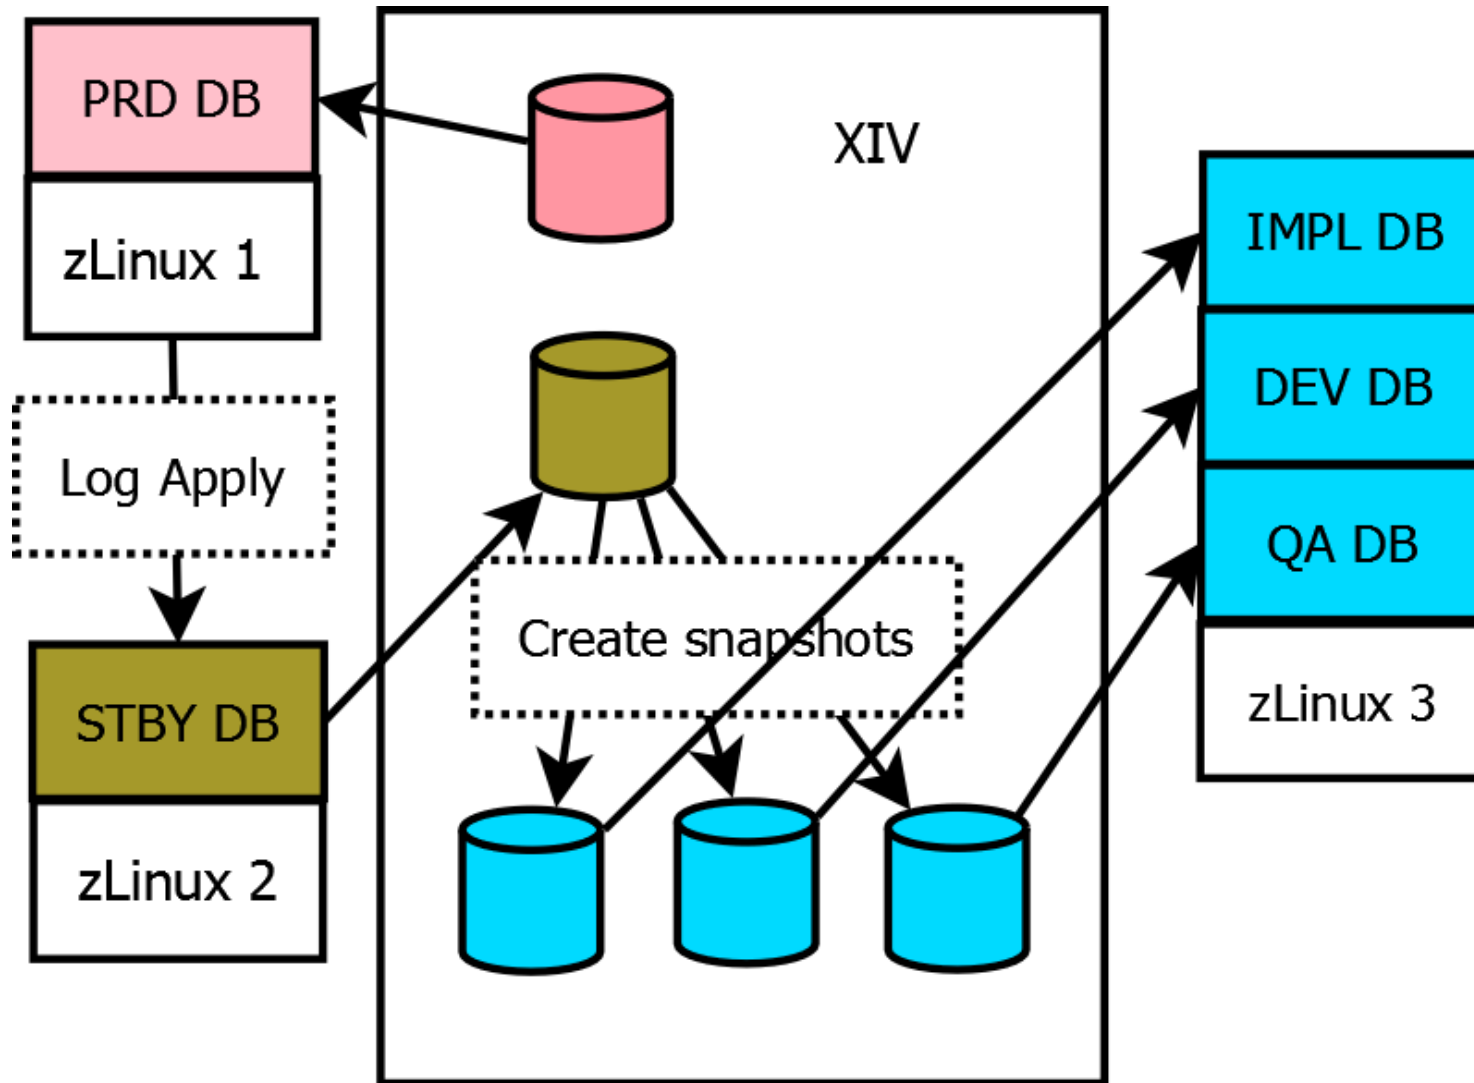 PRD DB
zLinux 1
Log Apply
STBY DB
zLinux 2
XIV
Create snapshots
IMPL DB
DEV DB
QA DB
zLinux 3